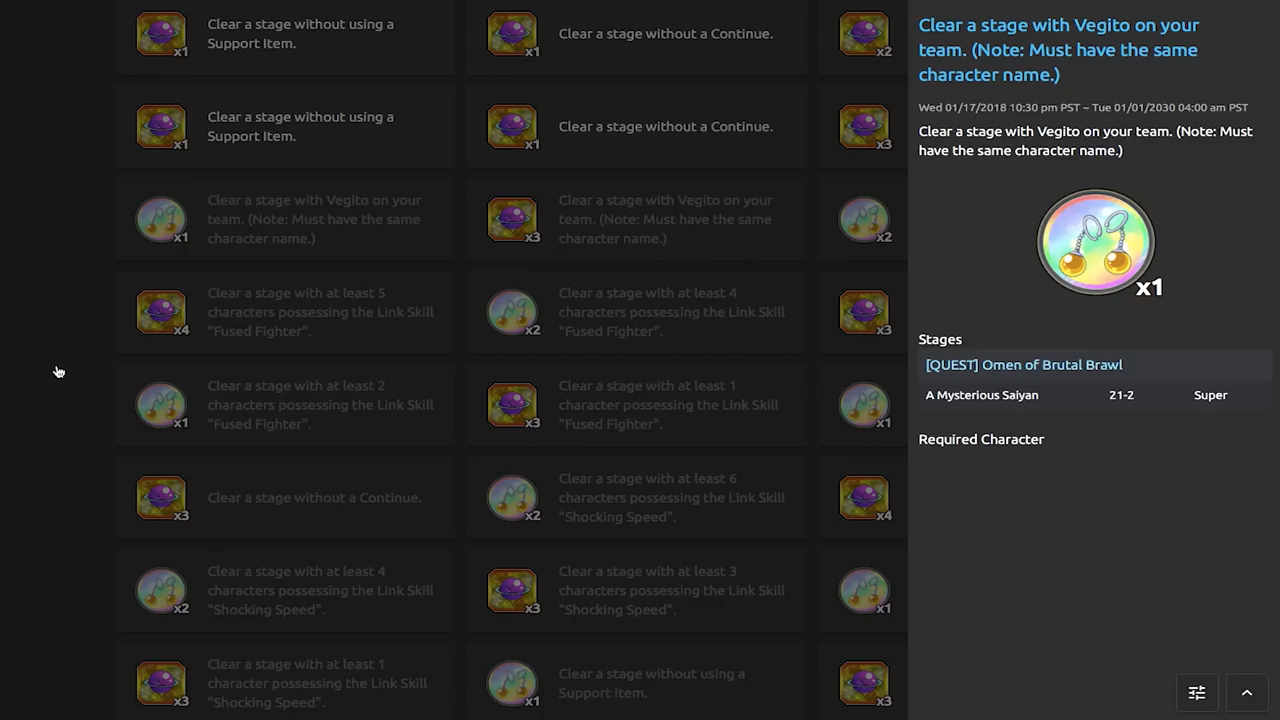 x1
Clear a stage without using a
Support Item.
x1
Clear a stage without a Continue.
x2
x1
Clear a stage without using a
Support Item.
x1
Clear a stage without a Continue.
x3
x1
Clear a stage with Vegito on your
team. (Note: Must have the same
character name.)
x3
Clear a stage with Vegito on your
team. (Note: Must have the same
character name.)
x2
x4
Clear a stage with at least 5
characters possessing the Link Skill
"Fused Fighter".
x2
Clear a stage with at least 4
characters possessing the Link Skill
"Fused Fighter".
x3
x1
Clear a stage with at least 2
characters possessing the Link Skill
"Fused Fighter".
x3
Clear a stage with at least 1
character possessing the Link Skill
"Fused Fighter".
x1
x3
Clear a stage without a Continue.
x2
Clear a stage with at least 6
characters possessing the Link Skill
"Shocking Speed".
x4
x2
Clear a stage with at least 4
characters possessing the Link Skill
"Shocking Speed".
x3
Clear a stage with at least 3
characters possessing the Link Skill
"Shocking Speed".
x1
x3
Clear a stage with at least 1
character possessing the Link Skill
"Shocking Speed".
x1
Clear a stage without using a
Support Item.
x3
Clear a stage with Vegito on your
team. (Note: Must have the same
character name.)
Wed 01/17/2018 10:30 pm PST ~ Tue 01/01/2030 04:00 am PST
Clear a stage with Vegito on your team. (Note: Must
have the same character name.)
x1
Stages
[QUEST] Omen of Brutal Brawl
A Mysterious Saiyan 21-2 Super
Required Character